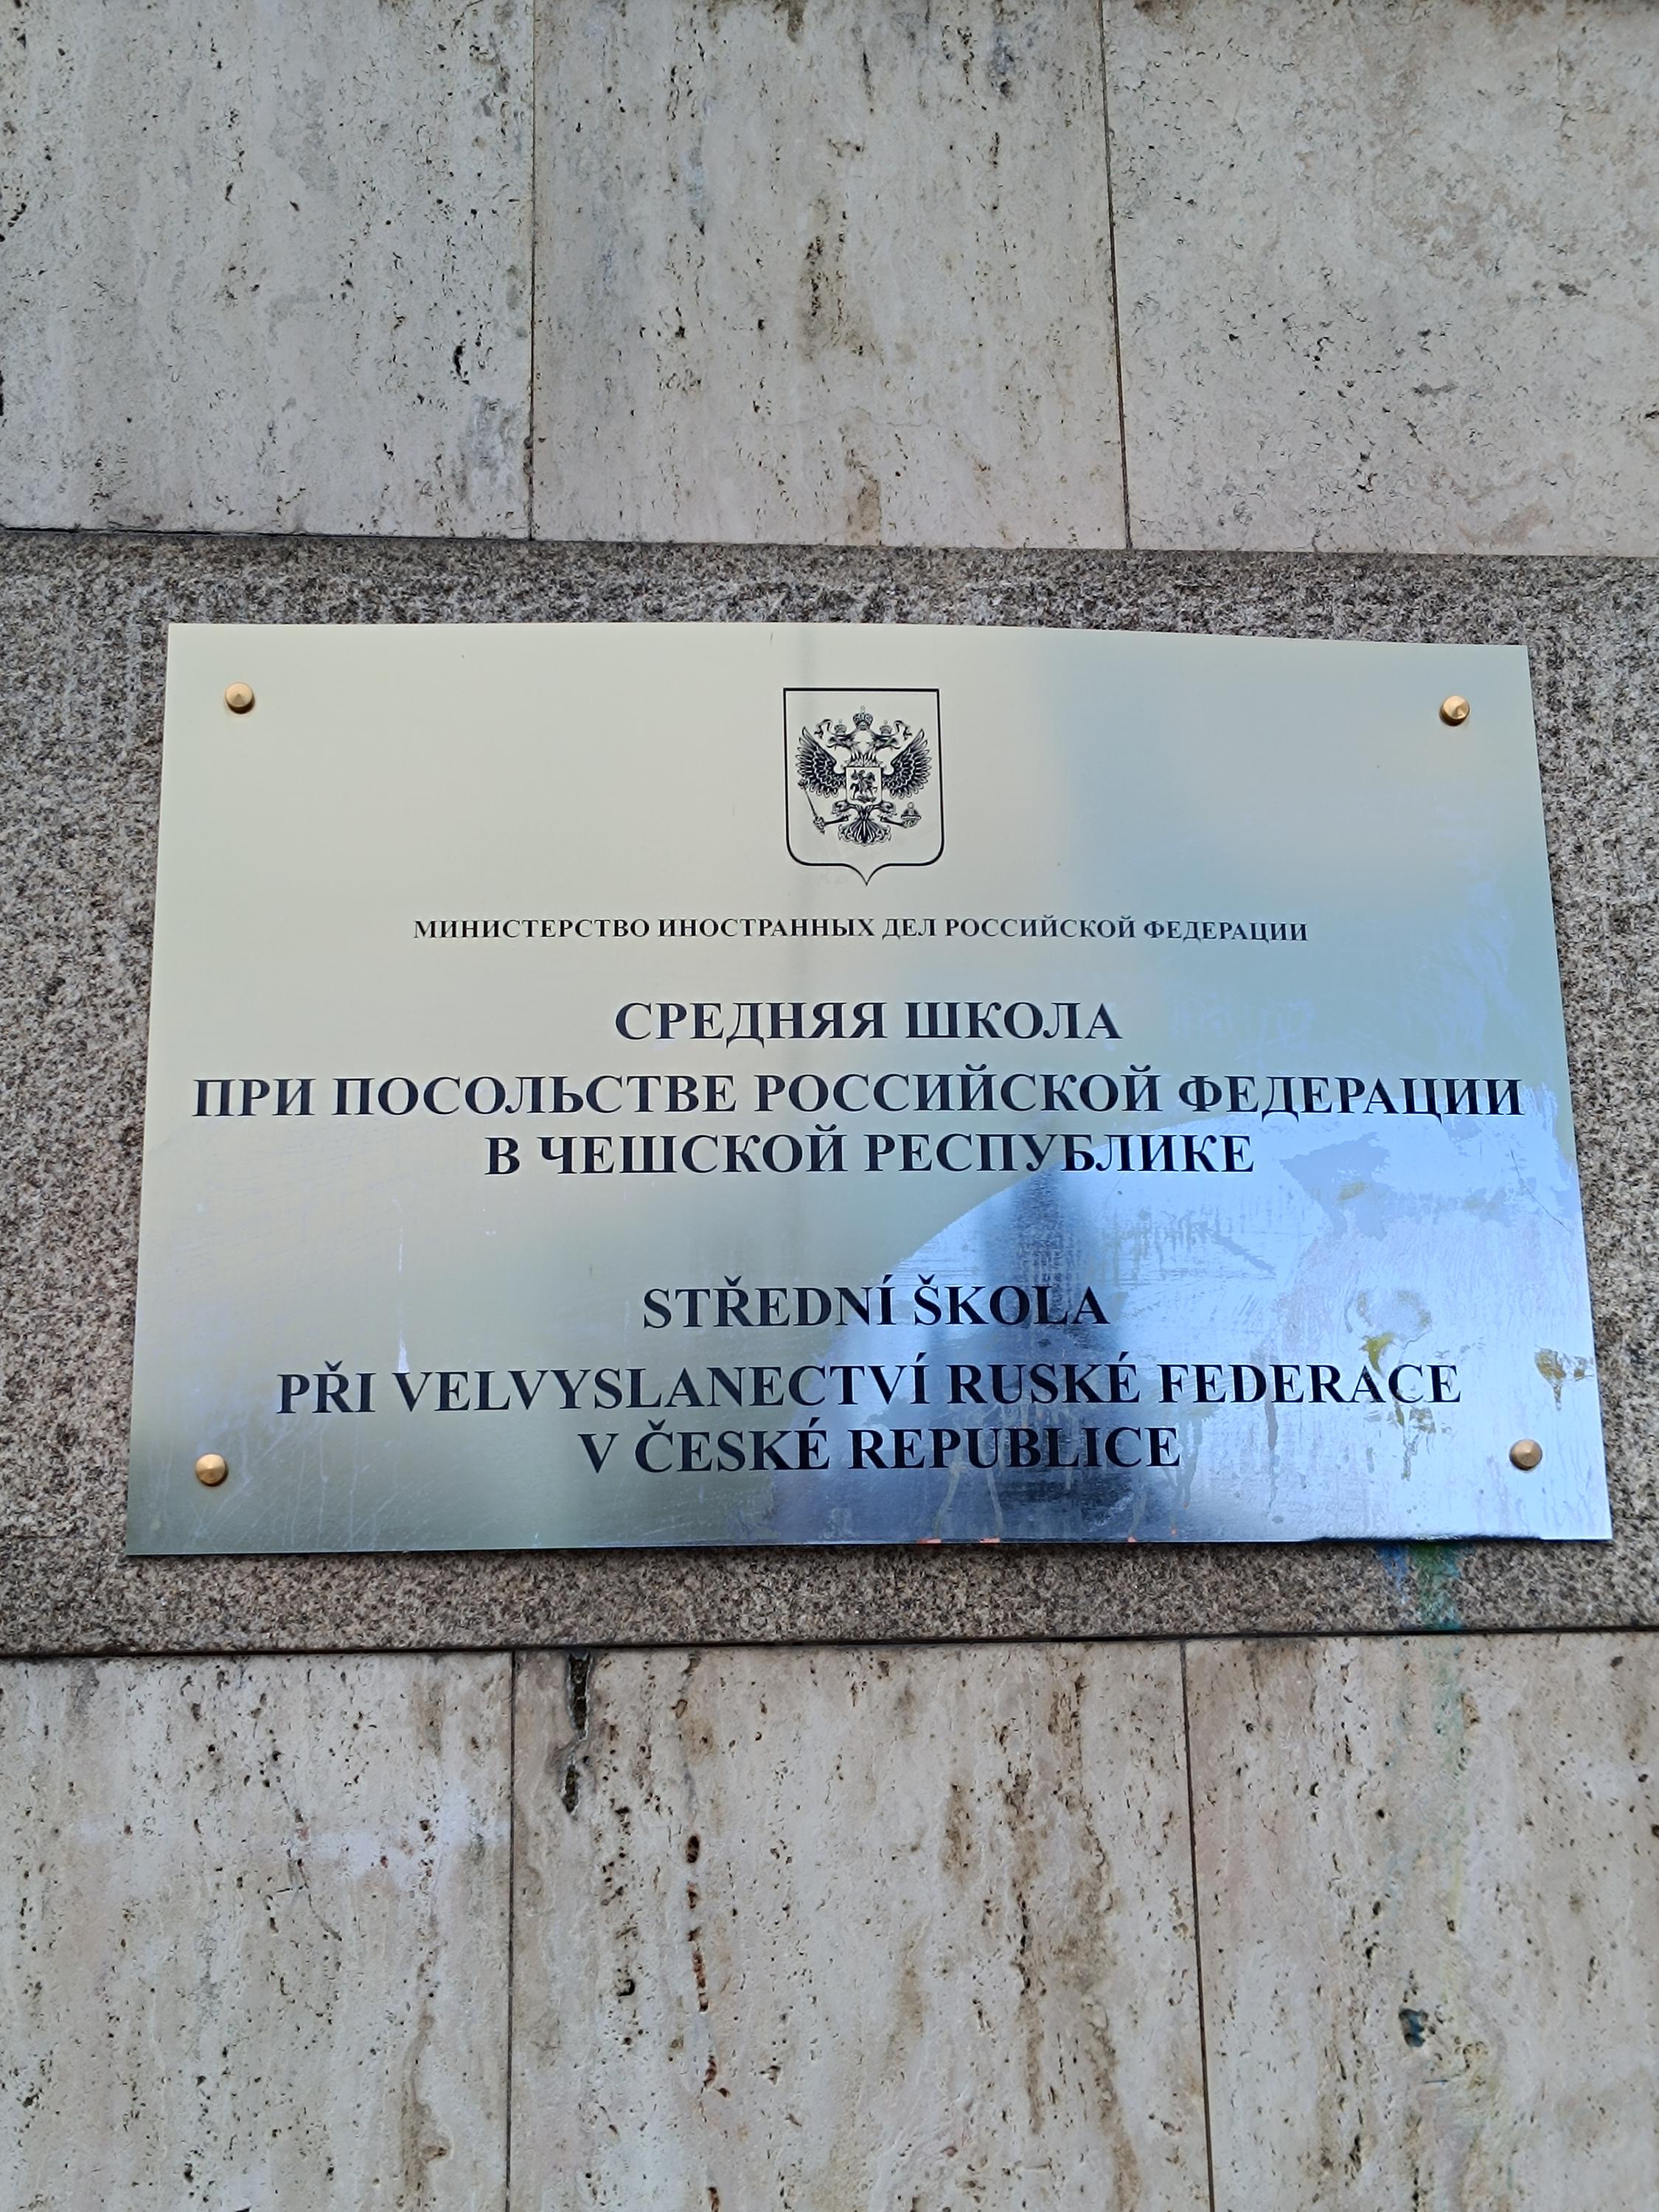 МИНИСТЕРСТВО ИНОСТРАННЫХ ДЕЛ РОССИЙСКОЙ ФЕДЕРАЦИИ
СРЕДНЯЯ ШКОЛА
ПРИ ПОСОЛЬСТВЕ РОССИЙСКОЙ ФЕДЕРАЦИИ
В ЧЕШСКОЙ РЕСПУБЛИКЕ
STŘEDNÍ ŠKOLA
PŘI VELVYSLANECTVÍ RUSKÉ FEDERACE
V ČESKÉ REPUBLICE